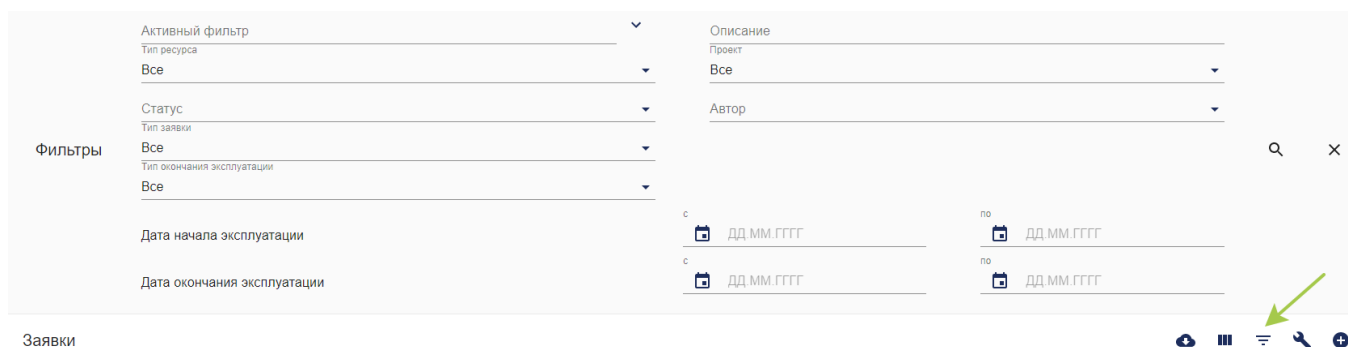 Активный фильтр
Описание
Тип ресурса
Проект
Все
Все
Статус
Автор
Тип заявки
Фильтры
Все
Тип окончания эксплуатации
Все
Дата начала эксплуатации
с
ДД.ММ.ГГГГ
по
ДД.ММ.ГГГГ
Дата окончания эксплуатации
с
ДД.ММ.ГГГГ
по
ДД.ММ.ГГГГ
Заявки